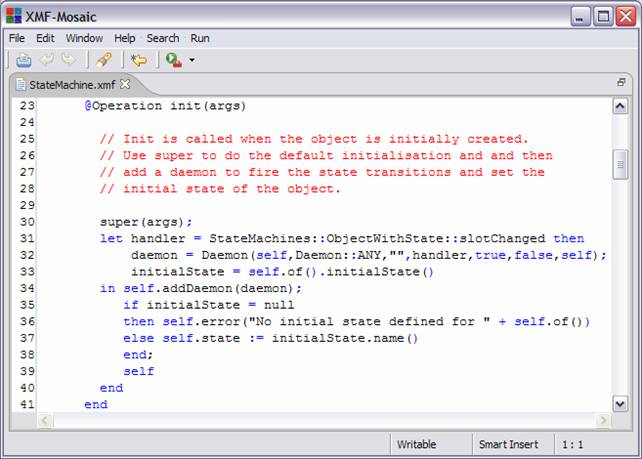 XMF-Mosaic
File Edit Window Help Search Run
StateMachine.xmf
23 @Operation init(args)
24
25 // Init is called when the object is initially created.
26 // Use super to do the default initialisation and and then
27 // add a daemon to fire the state transitions and set the
28 // initial state of the object.
29
30 super(args);
31 let handler = StateMachines::ObjectWithState::slotChanged then
32 daemon = Daemon(self,Daemon::ANY,"",handler,true,false,self);
33 initialState = self.of().initialState()
34 in self.addDaemon(daemon);
35 if initialState = null
36 then self.error("No initial state defined for " + self.of())
37 else self.state := initialState.name()
38 end;
39 self
40 end
41 end
Writable Smart Insert 1 : 1